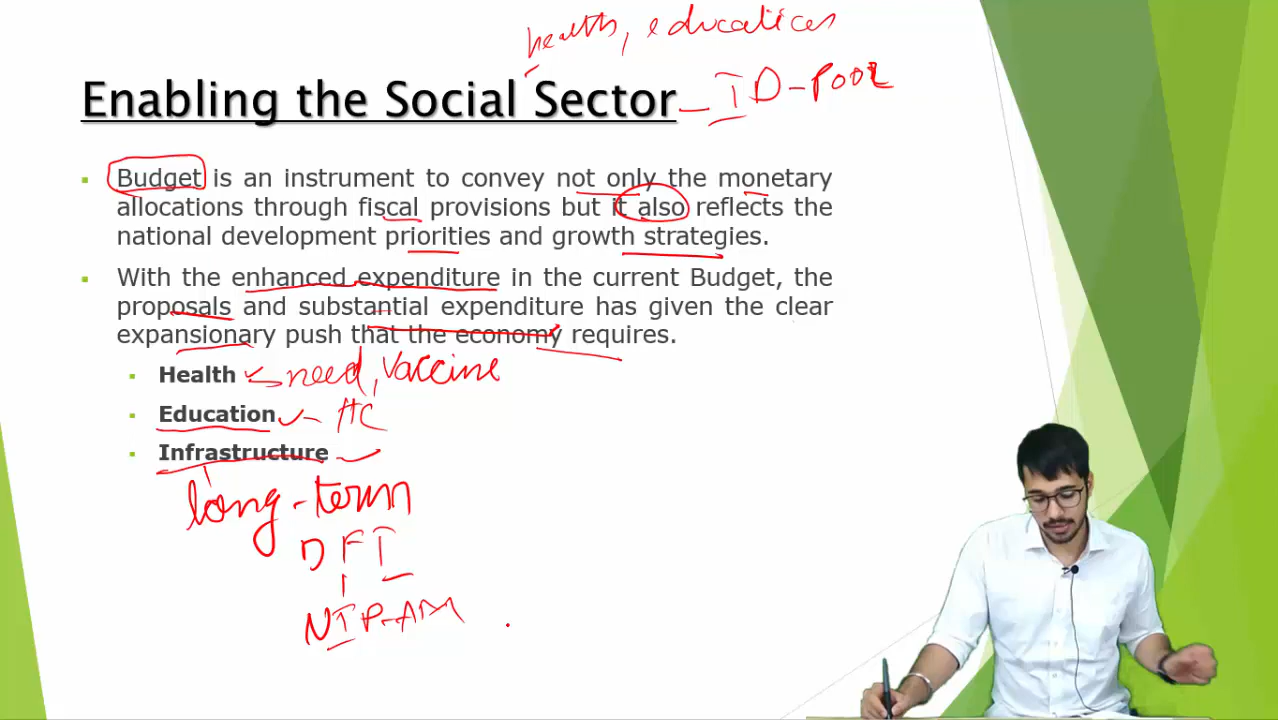 health, education
Enabling the Social Sector - ID-Poor
Budget is an instrument to convey not only the monetary
allocations through fiscal provisions but it also reflects the
national development priorities and growth strategies.
With the enhanced expenditure in the current Budget, the
proposals and substantial expenditure has given the clear
expansionary push that the economy requires.
Health need, vaccine
Education - HC
Infrastructure
long-term
DFI
NIP-AM